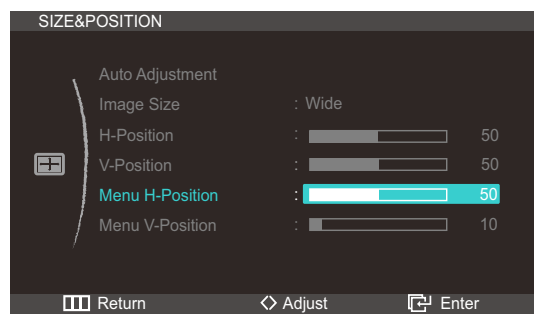 SIZE&POSITION
Auto Adjustment
Image Size : Wide
H-Position : 50
V-Position : 50
Menu H-Position : 50
Menu V-Position : 10
Return Adjust Enter